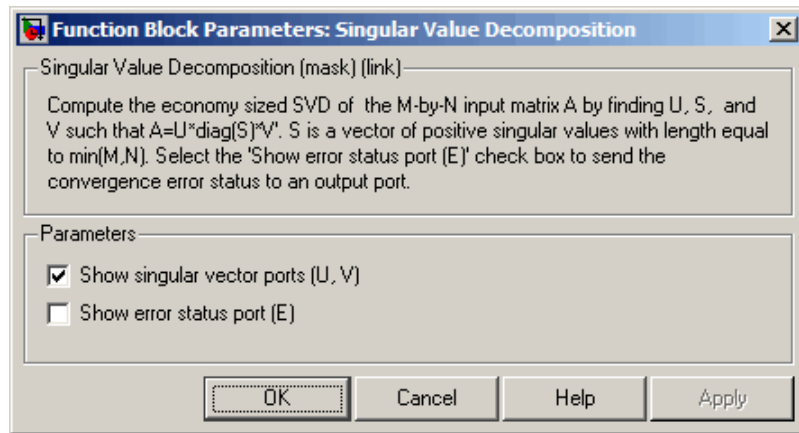 Function Block Parameters: Singular Value Decomposition
Singular Value Decomposition (mask) (link)
Compute the economy sized SVD of the M-by-N input matrix A by finding U, S, and
V such that A=U*diag(S)*V'. S is a vector of positive singular values with length equal
to min(M,N). Select the 'Show error status port (E)' check box to send the
convergence error status to an output port.
Parameters
Show singular vector ports (U, V)
Show error status port (E)
OK Cancel Help Apply